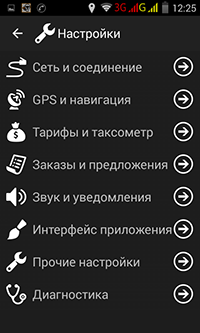 3G G 12:25
Настройки
Сеть и соединение
GPS и навигация
Тарифы и таксометр
Заказы и предложения
Звук и уведомления
Интерфейс приложения
Прочие настройки
Диагностика